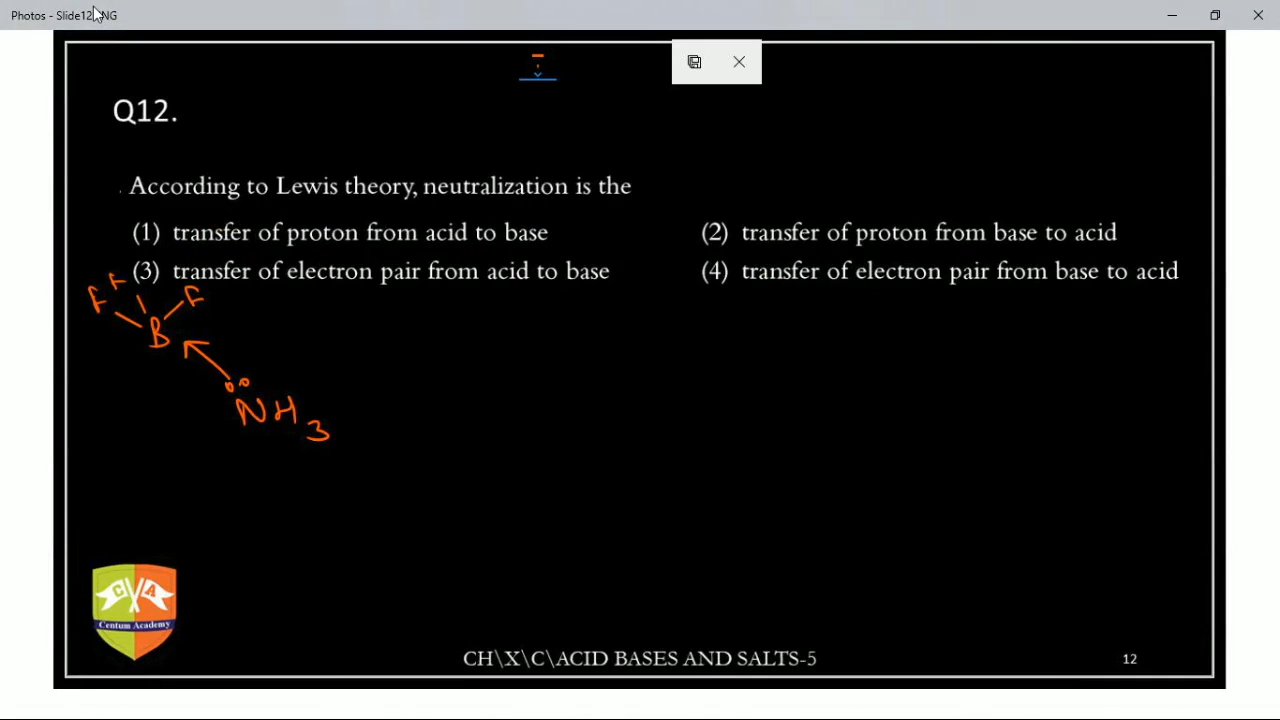 Photos - Slide12.PNG
Q12.
According to Lewis theory, neutralization is the
(1) transfer of proton from acid to base
(2) transfer of proton from base to acid
(3) transfer of electron pair from acid to base
(4) transfer of electron pair from base to acid
F F F
B
NH3
C A
Centum Academy
CH\X\C\ACID BASES AND SALTS-5
12